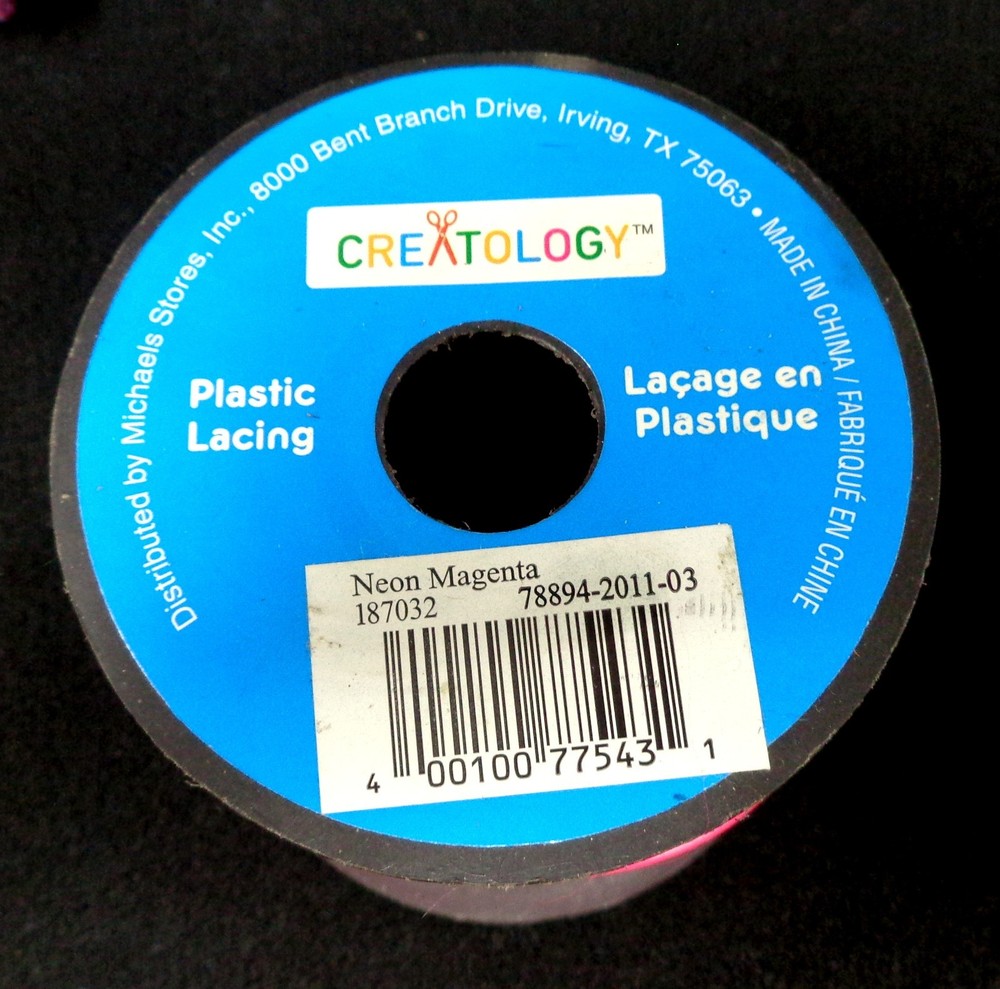 Distributed by Michaels Stores, Inc., 8000 Bent Branch Drive, Irving, TX 75063 • MADE IN CHINA / FABRIQUÉ EN CHINE
CREATOLOGY™
Plastic
Lacing
Laçage en
Plastique
Neon Magenta
187032 78894-2011-03
4 00100 77543 1